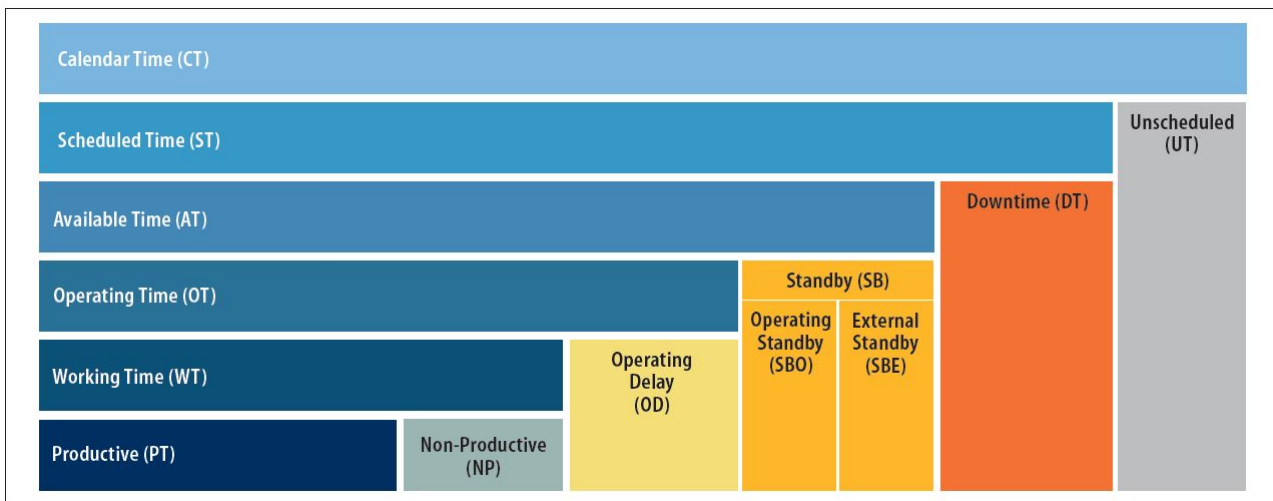 Calendar Time (CT)
Scheduled Time (ST)
Unscheduled
(UT)
Available Time (AT)
Downtime (DT)
Operating Time (OT)
Standby (SB)
Operating
Standby
(SBO)
External
Standby
(SBE)
Working Time (WT)
Operating
Delay
(OD)
Productive (PT)
Non-Productive
(NP)